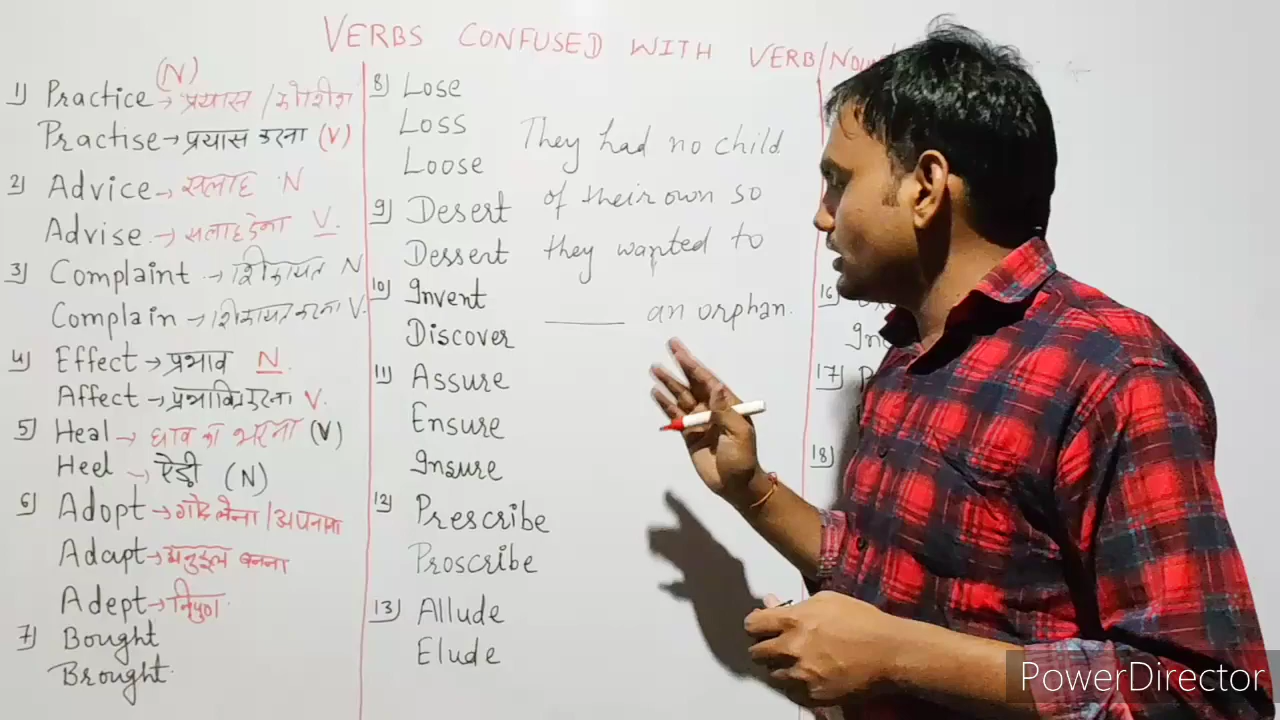 VERBS CONFUSED WITH VERB/NOUN
(N)
1) Practice → प्रयास / कोशिश
Practise → प्रयास करना (V)
2) Advice → सलाह N
Advise. → सलाह देना V.
3) Complaint → शिकायत N
Complain → शिकायत करना V.
4) Effect → प्रभाव N.
Affect → प्रभावित करना V.
5) Heal → घाव का भरना (V)
Heel → ऐड़ी (N)
6) Adopt → गोद लेना / अपनाना
Adapt → अनुकूल बनना
Adept → निपुण.
7) Bought
Brought.
8) Lose
Loss
Loose
9) Desert
Dessert
10) Invent
Discover
11) Assure
Ensure
Insure
12) Prescribe
Proscribe
13) Allude
Elude
They had no child
of their own so
they wanted to
______ an orphan.
16)
17)
18)
PowerDirector